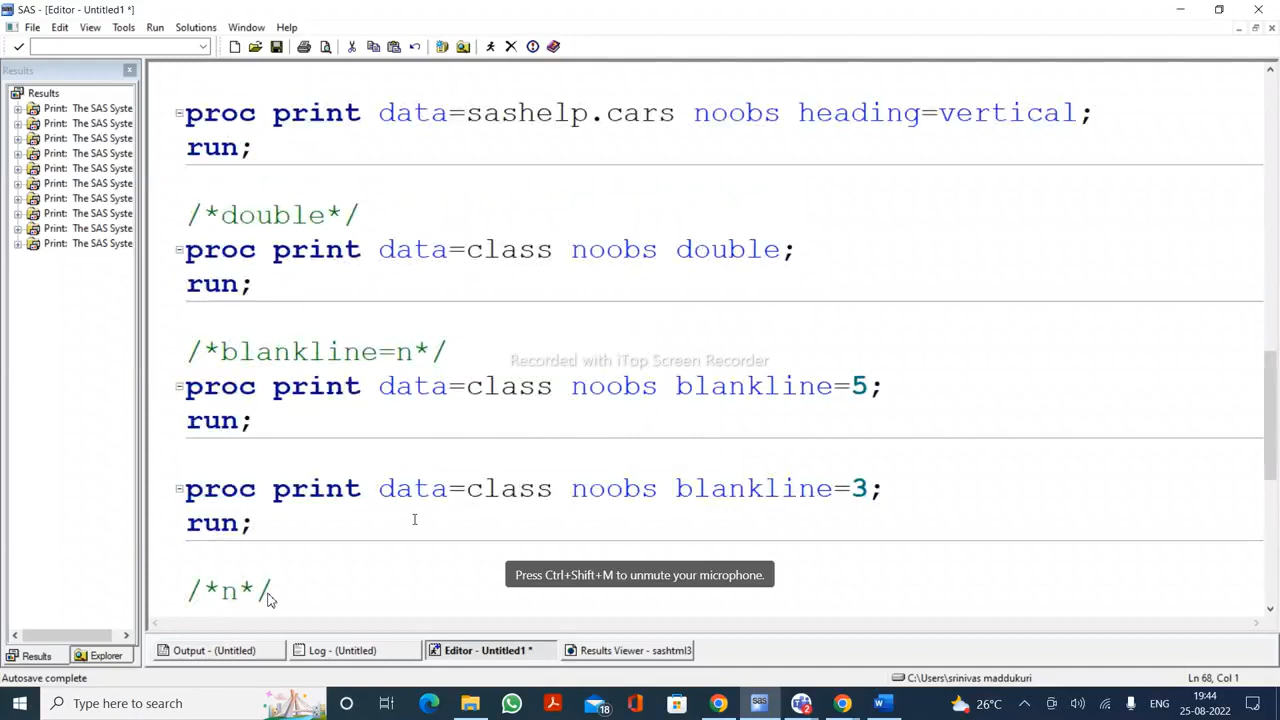 SAS - [Editor - Untitled1 *]
File Edit View Tools Run Solutions Window Help
Results
Results
Print: The SAS Syste
Print: The SAS Syste
Print: The SAS Syste
Print: The SAS Syste
Print: The SAS Syste
Print: The SAS Syste
Print: The SAS Syste
Print: The SAS Syste
Print: The SAS Syste
Print: The SAS Syste
proc print data=sashelp.cars noobs heading=vertical;
run;
/*double*/
proc print data=class noobs double;
run;
/*blankline=n*/
Recorded with iTop Screen Recorder
proc print data=class noobs blankline=5;
run;
proc print data=class noobs blankline=3;
run;
Press Ctrl+Shift+M to unmute your microphone.
/*n*/
Results Explorer
Output - (Untitled) Log - (Untitled) Editor - Untitled1 * Results Viewer - sashtml3
Autosave complete C:\Users\srinivas maddukuri Ln 68, Col 1
Type here to search 18 SAS 2 26°C ENG 19:44
25-08-2022